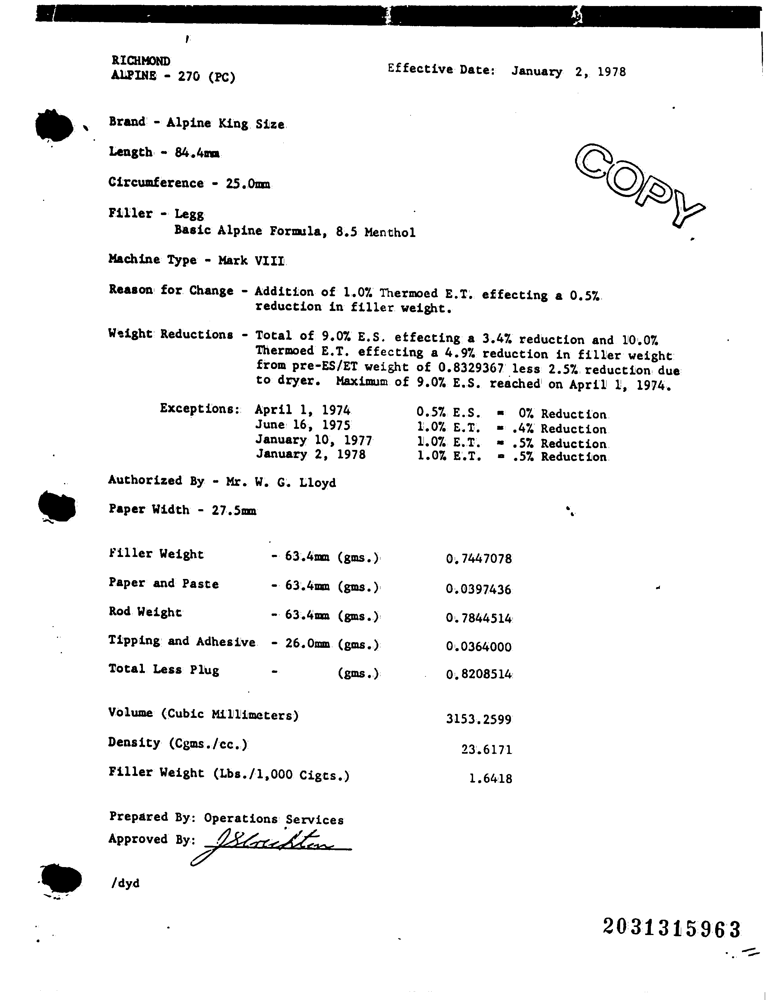 RICHMOND
ALPINE - 270 (PC)
Effective Date: January 2, 1978
Brand - Alpine King Size
Length - 84.4mm
COPY
Circumference - 25.0mm
Filler - Legg
Basic Alpine Formula, 8.5 Menthol
Machine Type - Mark VIII
Reason for Change - Addition of 1.0% Thermoed E.T. effecting a 0.5%
reduction in filler weight.
Weight Reductions - Total of 9.0% E.S. effecting a 3.4% reduction and 10.0%
Thermoed E.T. effecting a 4.9% reduction in filler weight
from pre-ES/ET weight of 0.8329367 less 2.5% reduction due
to dryer. Maximum of 9.0% E.S. reached on April 1, 1974.
Exceptions: April 1, 1974 0.5% E.S. = 0% Reduction
June 16, 1975 1.0% E.T. = .4% Reduction
January 10, 1977 1.0% E.T. = .5% Reduction
January 2, 1978 1.0% E.T. = .5% Reduction
Authorized By - Mr. W. G. Lloyd
Paper Width - 27.5mm
Filler Weight - 63.4mm (gms.) 0.7447078
Paper and Paste - 63.4mm (gms.) 0.0397436
Rod Weight - 63.4mm (gms.) 0.7844514
Tipping and Adhesive - 26.0mm (gms.) 0.0364000
Total Less Plug - (gms.) 0.8208514
Volume (Cubic Millimeters) 3153.2599
Density (Cgms./cc.) 23.6171
Filler Weight (Lbs./1,000 Cigts.) 1.6418
Prepared By: Operations Services
Approved By:
/dyd
2031315963